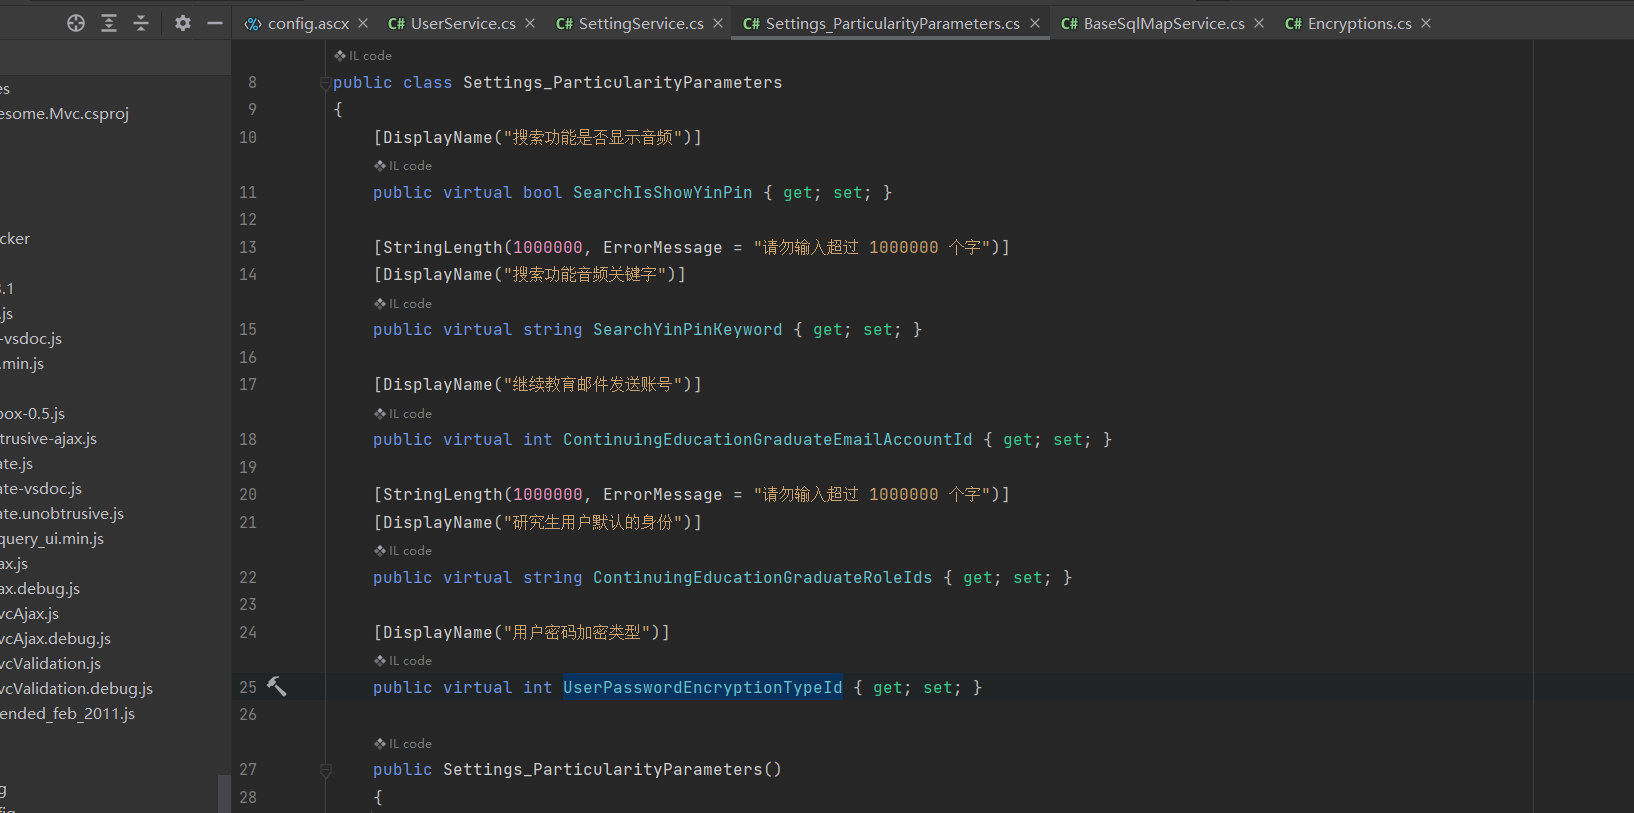 config.ascx
UserService.cs
SettingService.cs
Settings_ParticularityParameters.cs
BaseSqlMapService.cs
Encryptions.cs
es
esome.Mvc.csproj
cker
.1
.js
-vsdoc.js
.min.js
box-0.5.js
trusive-ajax.js
ate.js
ate-vsdoc.js
ate.unobtrusive.js
query_ui.min.js
ax.js
ax.debug.js
vcAjax.js
vcAjax.debug.js
vcValidation.js
vcValidation.debug.js
ended_feb_2011.js
g
IL code
8 public class Settings_ParticularityParameters
9 {
10 [DisplayName("搜索功能是否显示音频")]
IL code
11 public virtual bool SearchIsShowYinPin { get; set; }
12
13 [StringLength(1000000, ErrorMessage = "请勿输入超过 1000000 个字")]
14 [DisplayName("搜索功能音频关键字")]
IL code
15 public virtual string SearchYinPinKeyword { get; set; }
16
17 [DisplayName("继续教育邮件发送账号")]
IL code
18 public virtual int ContinuingEducationGraduateEmailAccountId { get; set; }
19
20 [StringLength(1000000, ErrorMessage = "请勿输入超过 1000000 个字")]
21 [DisplayName("研究生用户默认的身份")]
IL code
22 public virtual string ContinuingEducationGraduateRoleIds { get; set; }
23
24 [DisplayName("用户密码加密类型")]
IL code
25 public virtual int UserPasswordEncryptionTypeId { get; set; }
26
IL code
27 public Settings_ParticularityParameters()
28 {